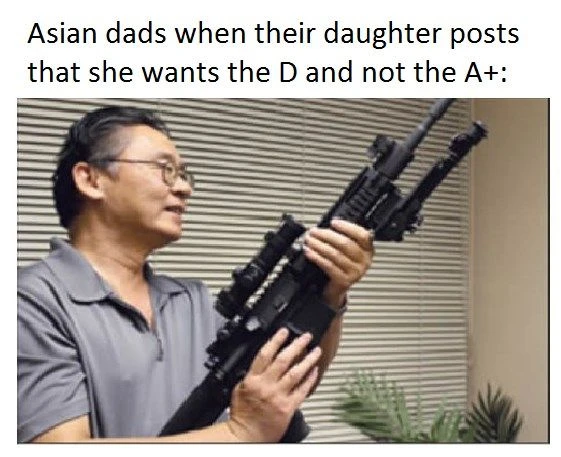 Asian dads when their daughter posts
that she wants the D and not the A+: